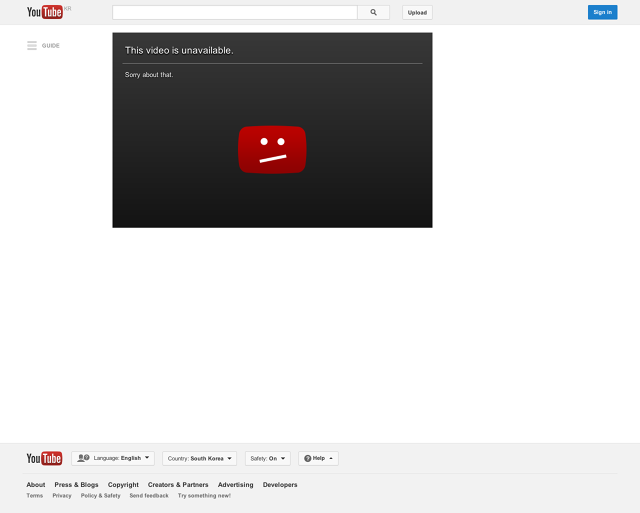 YouTube KR
Upload
Sign in
GUIDE
This video is unavailable.
Sorry about that.
YouTube Language: English Country: South Korea Safety: On Help
About Press & Blogs Copyright Creators & Partners Advertising Developers
Terms Privacy Policy & Safety Send feedback Try something new!